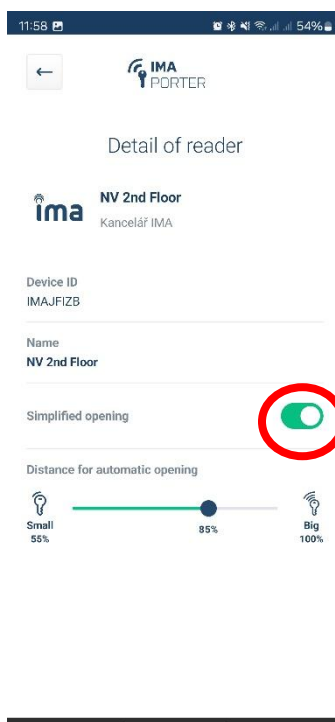 11:58 54%
IMA
PORTER
Detail of reader
ima
NV 2nd Floor
Kancelář IMA
Device ID
IMAJFIZB
Name
NV 2nd Floor
Simplified opening
Distance for automatic opening
Small 85% Big
55% 100%